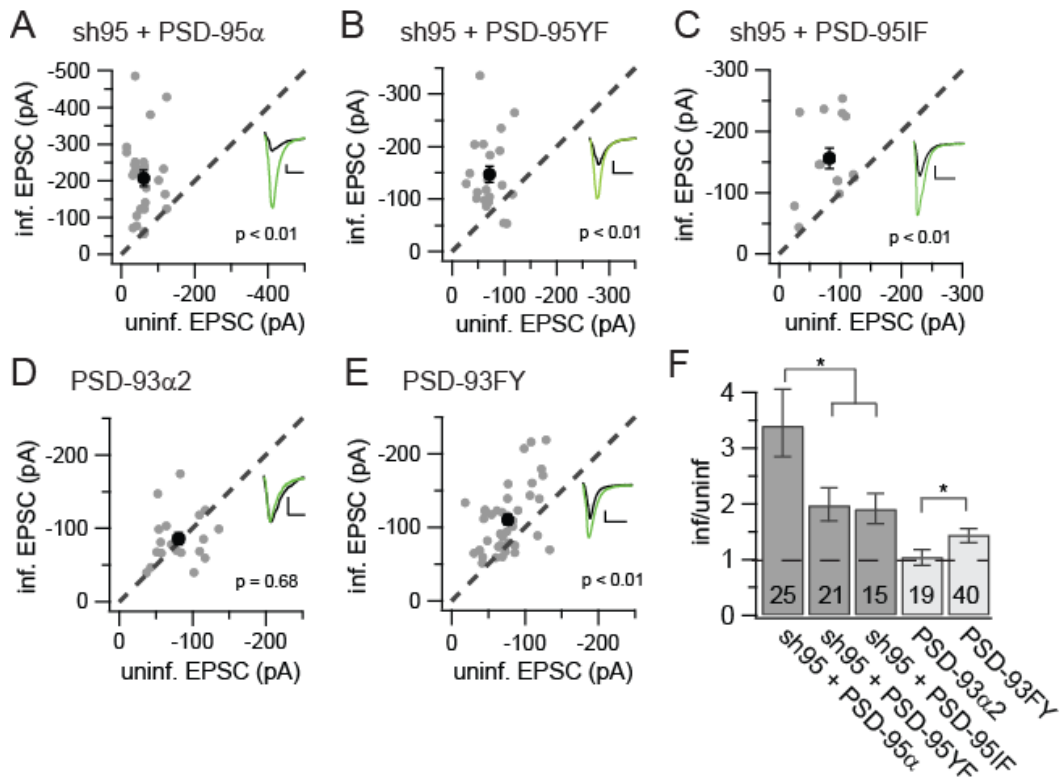 A sh95 + PSD-95α
-500
-400
-300
-200
-100
0
inf. EPSC (pA)
p < 0.01
0 -200 -400
uninf. EPSC (pA)
B sh95 + PSD-95YF
-300
-200
-100
0
inf. EPSC (pA)
p < 0.01
0 -100 -200 -300
uninf. EPSC (pA)
C sh95 + PSD-95IF
-300
-200
-100
0
inf. EPSC (pA)
p < 0.01
0 -100 -200 -300
uninf. EPSC (pA)
D PSD-93α2
-200
-100
0
inf. EPSC (pA)
p = 0.68
0 -100 -200
uninf. EPSC (pA)
E PSD-93FY
-200
-100
0
inf. EPSC (pA)
p < 0.01
0 -100 -200
uninf. EPSC (pA)
F
4
3
2
1
0
inf/uninf
*
*
25 21 15 19 40
sh95 + PSD-95α
sh95 + PSD-95YF
sh95 + PSD-95IF
PSD-93α2
PSD-93FY